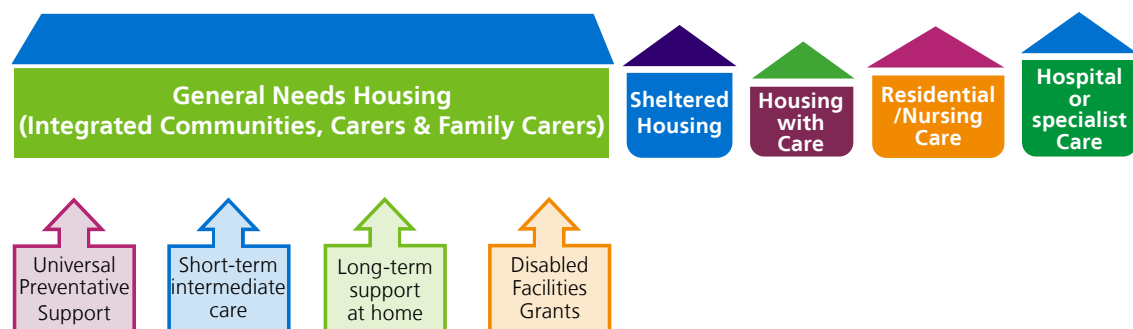 General Needs Housing
(Integrated Communities, Carers & Family Carers)
Sheltered
Housing
Housing
with
Care
Residential
/Nursing
Care
Hospital
or
specialist
Care
Universal
Preventative
Support
Short-term
intermediate
care
Long-term
support
at home
Disabled
Facilities
Grants